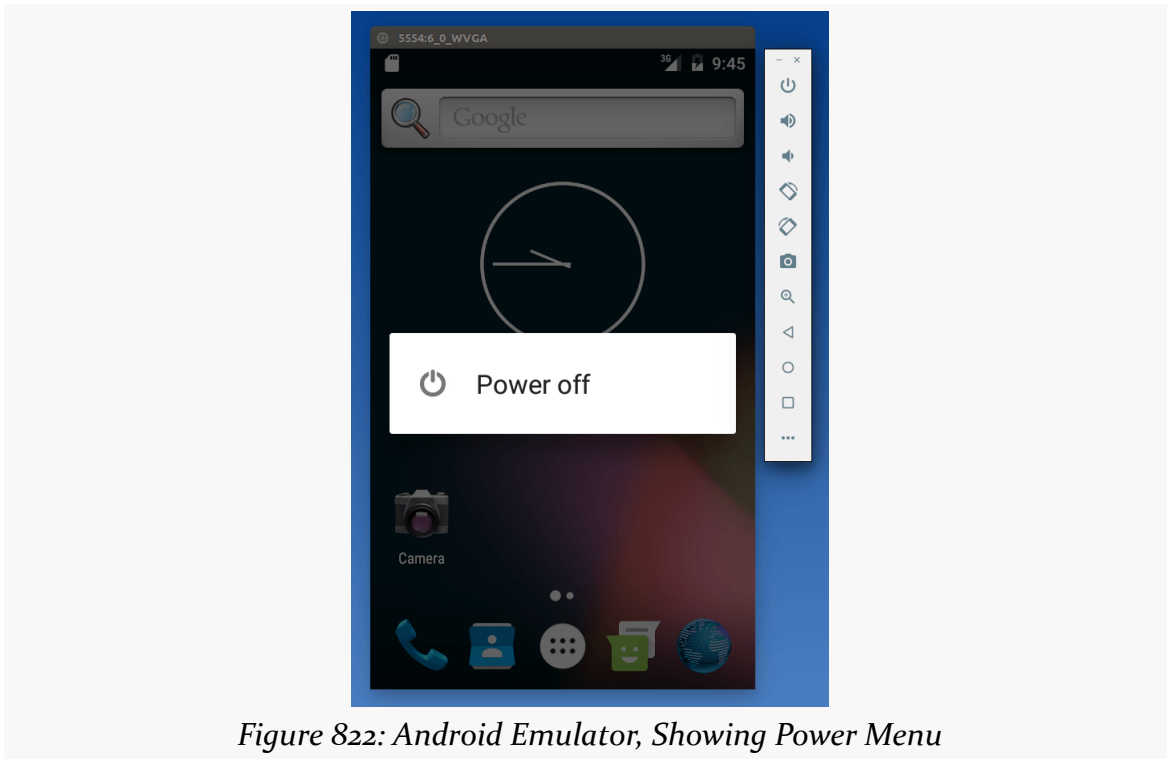 5554:6_0_WVGA
3G 9:45
Google
Power off
Camera
Figure 822: Android Emulator, Showing Power Menu